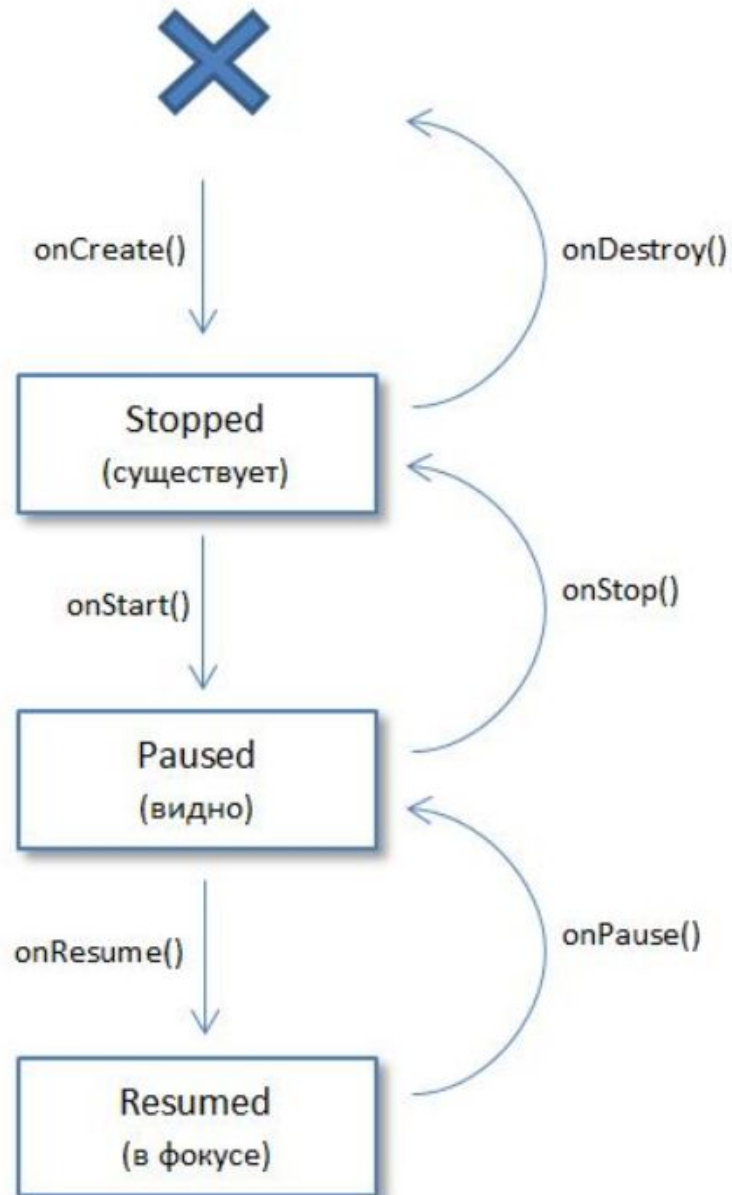 onCreate()
onDestroy()
Stopped
(существует)
onStart()
onStop()
Paused
(видно)
onResume()
onPause()
Resumed
(в фокусе)